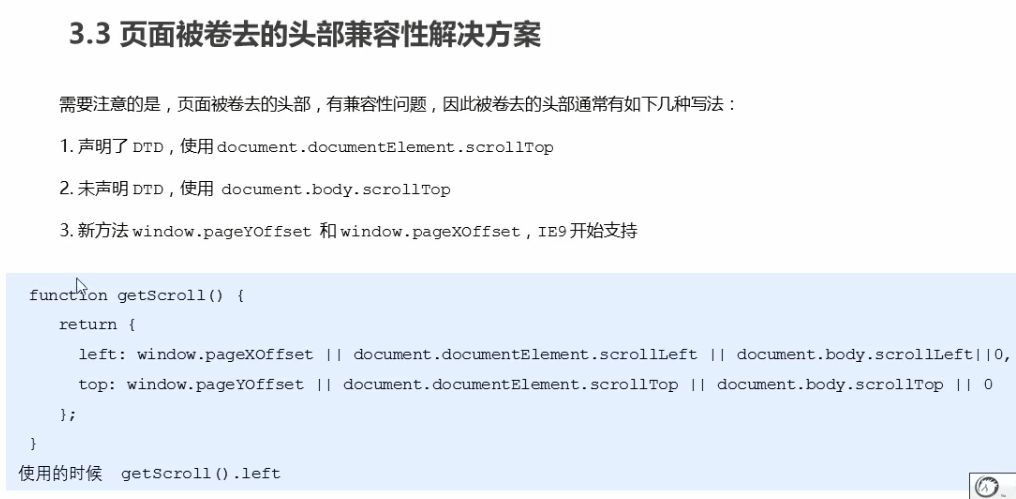 3.3 页面被卷去的头部兼容性解决方案
需要注意的是，页面被卷去的头部，有兼容性问题，因此被卷去的头部通常有如下几种写法：
1. 声明了 DTD，使用 document.documentElement.scrollTop
2. 未声明 DTD，使用 document.body.scrollTop
3. 新方法 window.pageYOffset 和 window.pageXOffset，IE9 开始支持
function getScroll() {
return {
left: window.pageXOffset || document.documentElement.scrollLeft || document.body.scrollLeft||0,
top: window.pageYOffset || document.documentElement.scrollTop || document.body.scrollTop || 0
};
}
使用的时候 getScroll().left